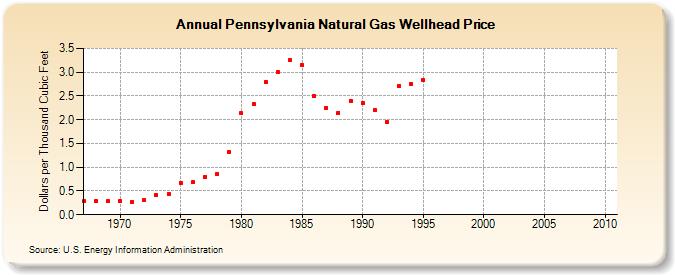 Annual Pennsylvania Natural Gas Wellhead Price
Dollars per Thousand Cubic Feet
3.5
3.0
2.5
2.0
1.5
1.0
0.5
0.0
1970 1975 1980 1985 1990 1995 2000 2005 2010
Source: U.S. Energy Information Administration